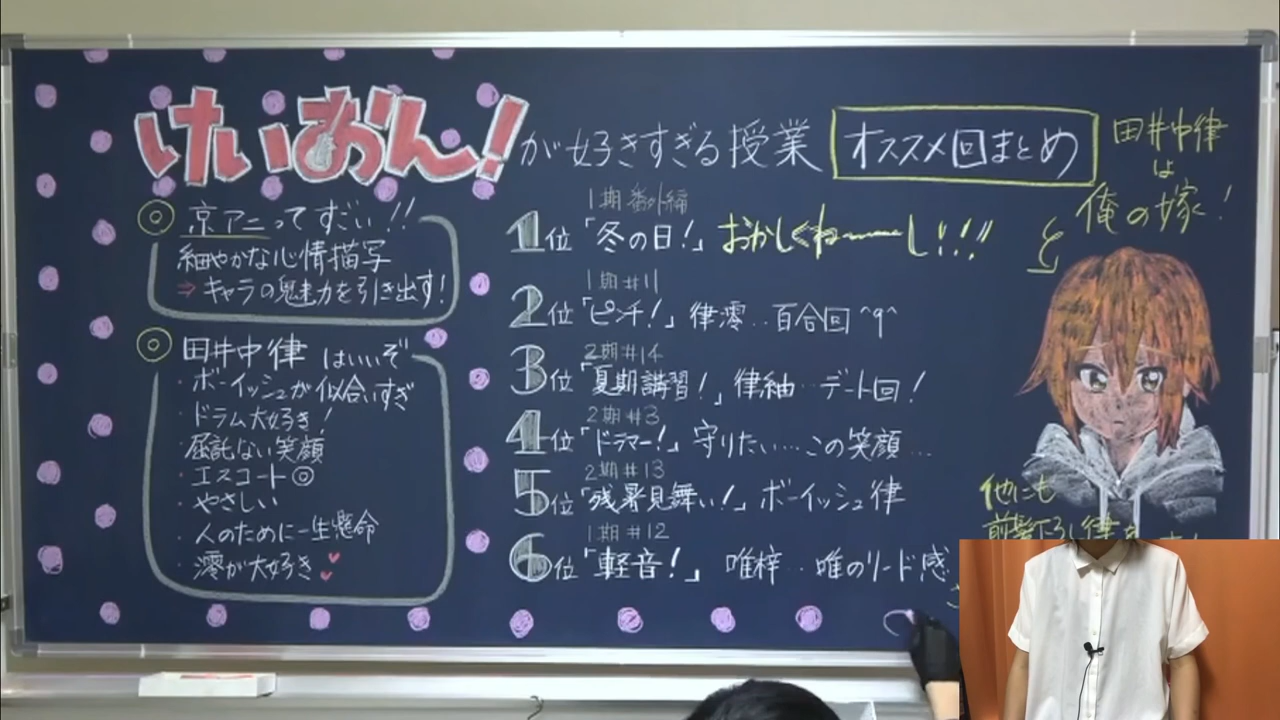 けいおん!が好きすぎる授業 オススメ回まとめ
田井中律
は
俺の嫁!
◎ 京アニってすごい!!
細やかな心情描写
⇒ キャラの魅力を引き出す!
◎ 田井中律 はいいぞ
・ボーイッシュが似合いすぎ
・ドラム大好き!
・屈託ない笑顔
・エスコート◎
・やさしい
・人のために一生懸命
・澪が大好き
1期番外編
1位「冬の日!」おかしくねーーーし!!!
1期#11
2位「ピンチ!」律澪‥百合回^q^
2期#14
3位「夏期講習!」律紬‥デート回!
2期#3
4位「ドラマー!」守りたい…この笑顔…
2期#13
5位「残暑見舞い!」ボーイッシュ律
1期#12
6位「軽音!」唯梓‥唯のリード感
他にも
前髪下ろし律